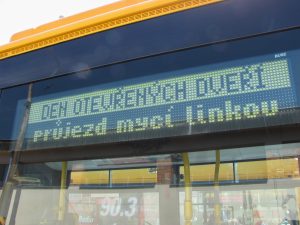 DEN OTEVŘENÝCH DVEŘÍ
průjezd mycí linkou
90.3